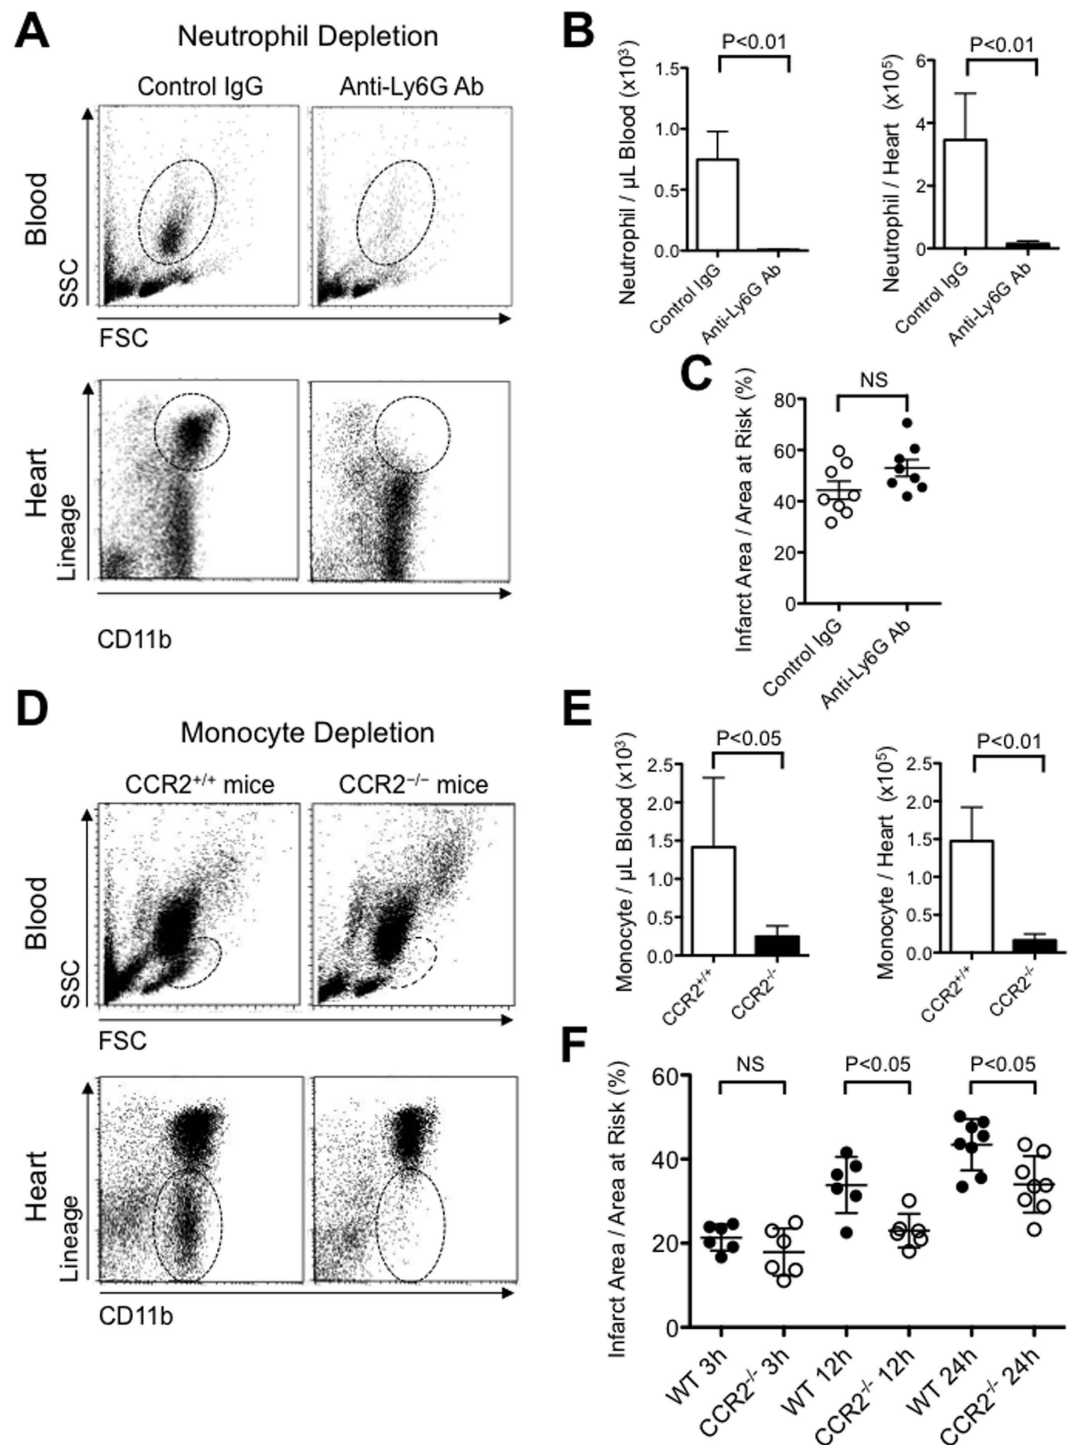 A
Neutrophil Depletion
Control IgG
Anti-Ly6G Ab
Blood
SSC
FSC
Heart
Lineage
CD11b
B
P<0.01
Neutrophil / μL Blood (x10³)
1.5
1.0
0.5
0.0
Control IgG
Anti-Ly6G Ab
P<0.01
Neutrophil / Heart (x10⁵)
6
4
2
0
Control IgG
Anti-Ly6G Ab
C
NS
Infarct Area / Area at Risk (%)
80
60
40
20
0
Control IgG
Anti-Ly6G Ab
D
Monocyte Depletion
CCR2⁺/⁺ mice
CCR2⁻/⁻ mice
Blood
SSC
FSC
Heart
Lineage
CD11b
E
P<0.05
Monocyte / μL Blood (x10³)
2.5
2.0
1.5
1.0
0.5
0.0
CCR2⁺/⁺
CCR2⁻/⁻
P<0.01
Monocyte / Heart (x10⁵)
2.5
2.0
1.5
1.0
0.5
0.0
CCR2⁺/⁺
CCR2⁻/⁻
F
NS
P<0.05
P<0.05
Infarct Area / Area at Risk (%)
60
40
20
0
WT 3h
CCR2⁻/⁻ 3h
WT 12h
CCR2⁻/⁻ 12h
WT 24h
CCR2⁻/⁻ 24h